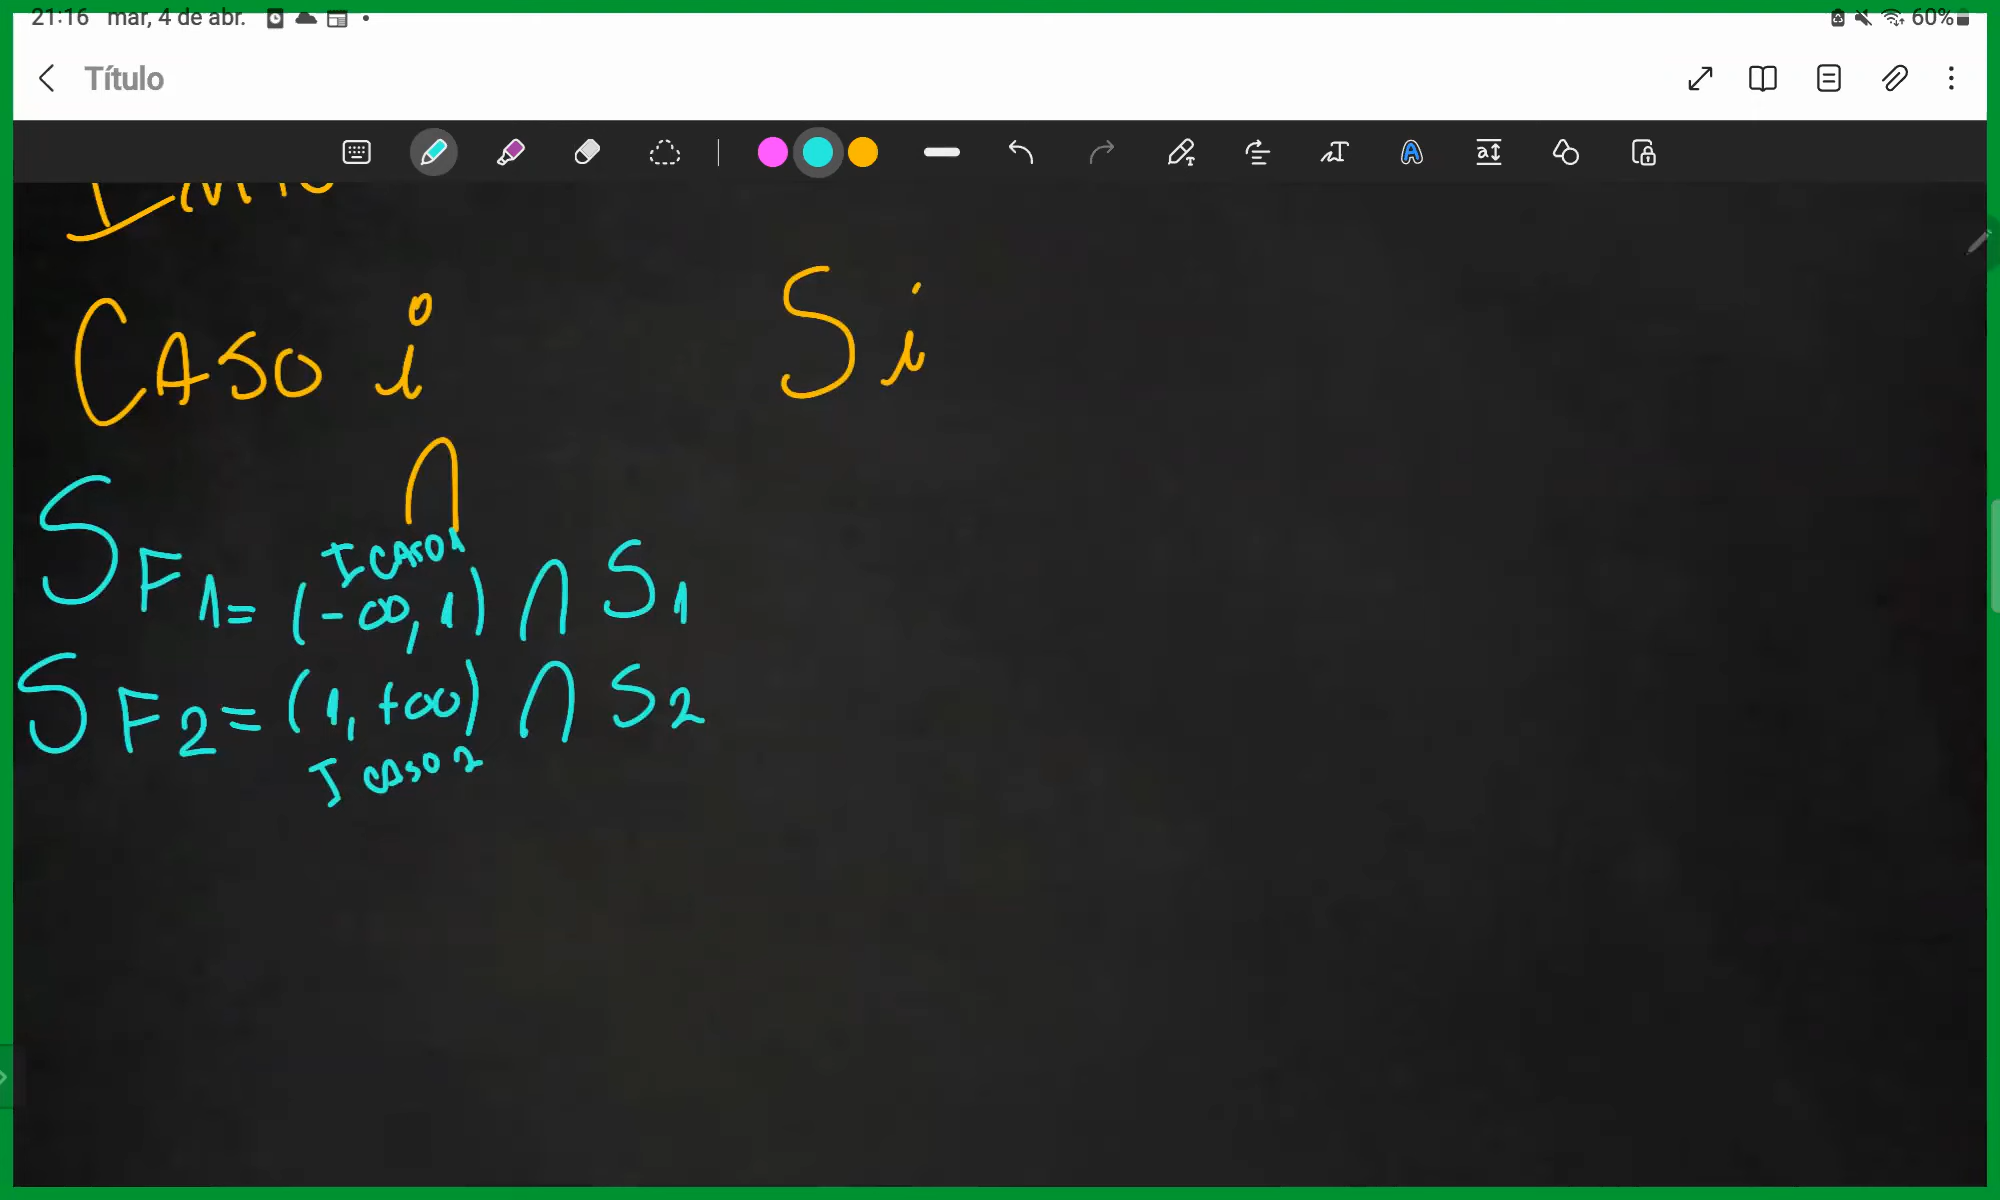 21:16 mar, 4 de abr. 60%
Título
CASO i Si
∩
I CASO 1
SF1= (-∞, 1) ∩ S1
SF2= (1, +∞) ∩ S2
I CASO 2